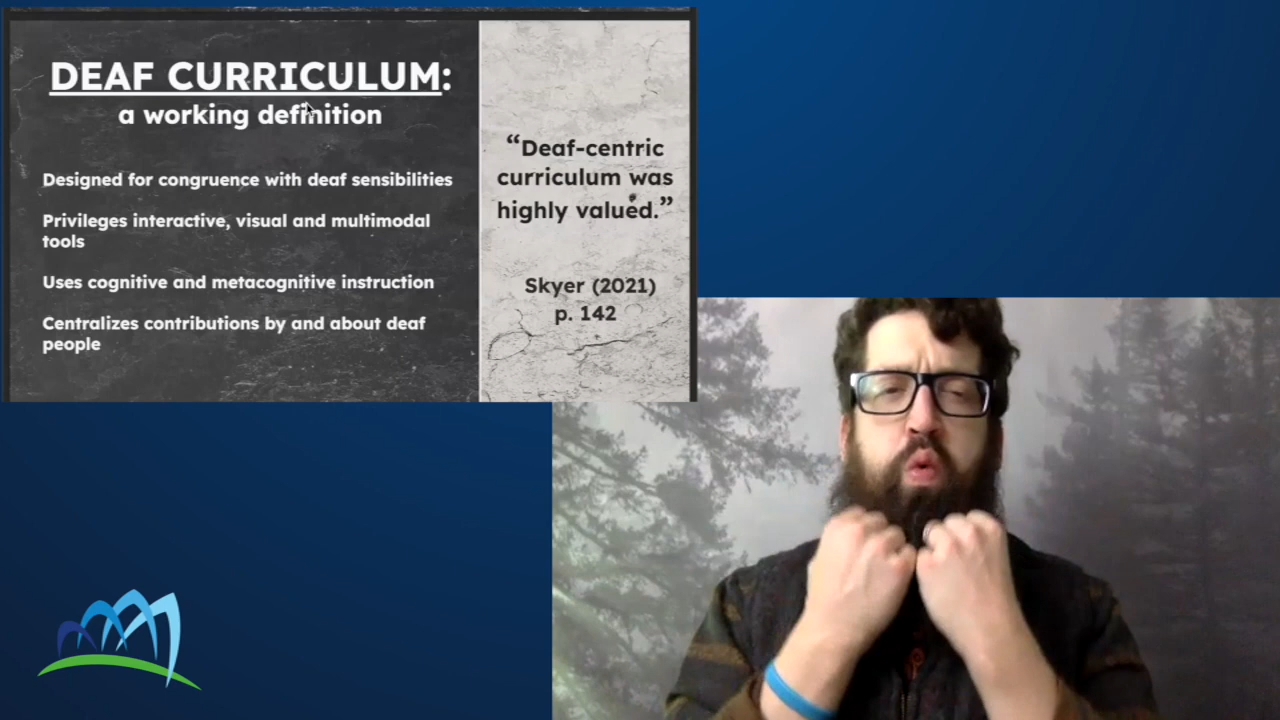 DEAF CURRICULUM:
a working definition
Designed for congruence with deaf sensibilities
Privileges interactive, visual and multimodal
tools
Uses cognitive and metacognitive instruction
Centralizes contributions by and about deaf
people
“Deaf-centric
curriculum was
highly valued.”
Skyer (2021)
p. 142